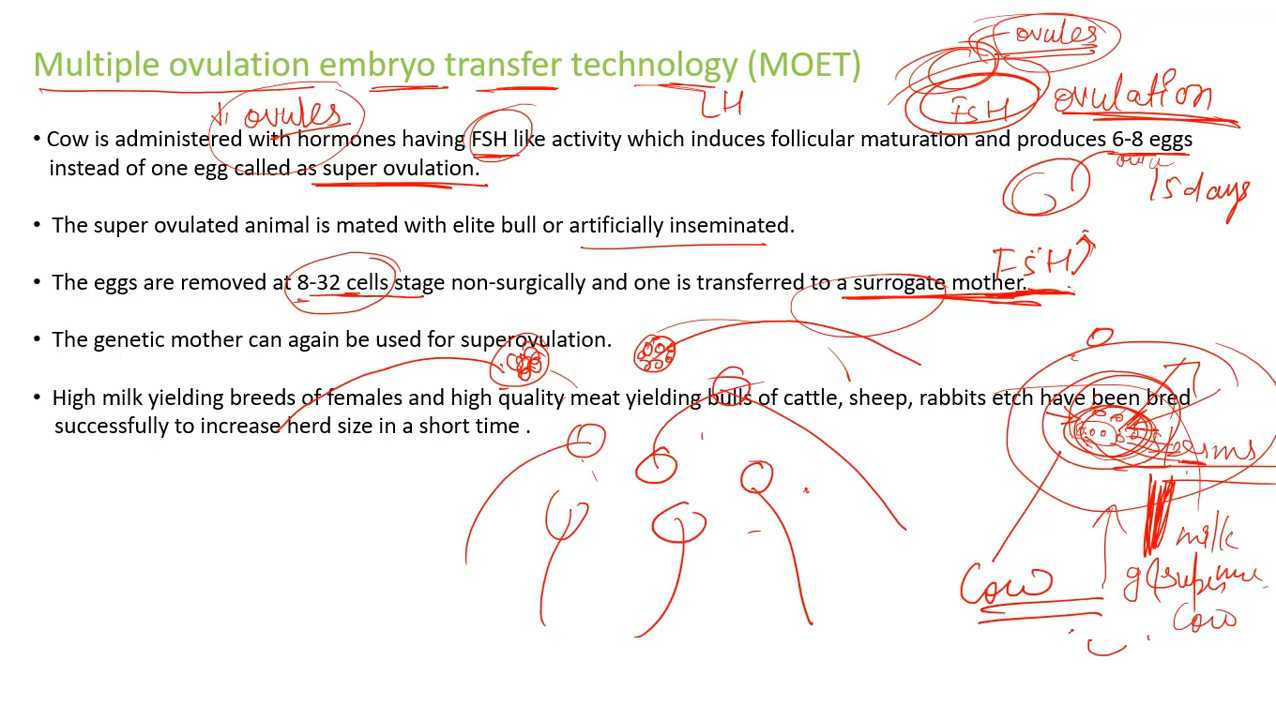 Multiple ovulation embryo transfer technology (MOET)
ovules
FSH
ovulation
LH
ovules
• Cow is administered with hormones having FSH like activity which induces follicular maturation and produces 6-8 eggs
instead of one egg called as super ovulation.
15 days
• The super ovulated animal is mated with elite bull or artificially inseminated.
FSH
• The eggs are removed at 8-32 cells stage non-surgically and one is transferred to a surrogate mother.
• The genetic mother can again be used for superovulation.
• High milk yielding breeds of females and high quality meat yielding bulls of cattle, sheep, rabbits etch have been bred
successfully to increase herd size in a short time .
sperms
milk
Cow
Cow